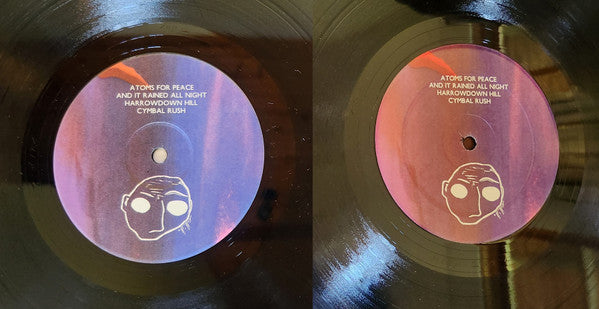 ATOMS FOR PEACE
AND IT RAINED ALL NIGHT
HARROWDOWN HILL
CYMBAL RUSH
ATOMS FOR PEACE
AND IT RAINED ALL NIGHT
HARROWDOWN HILL
CYMBAL RUSH